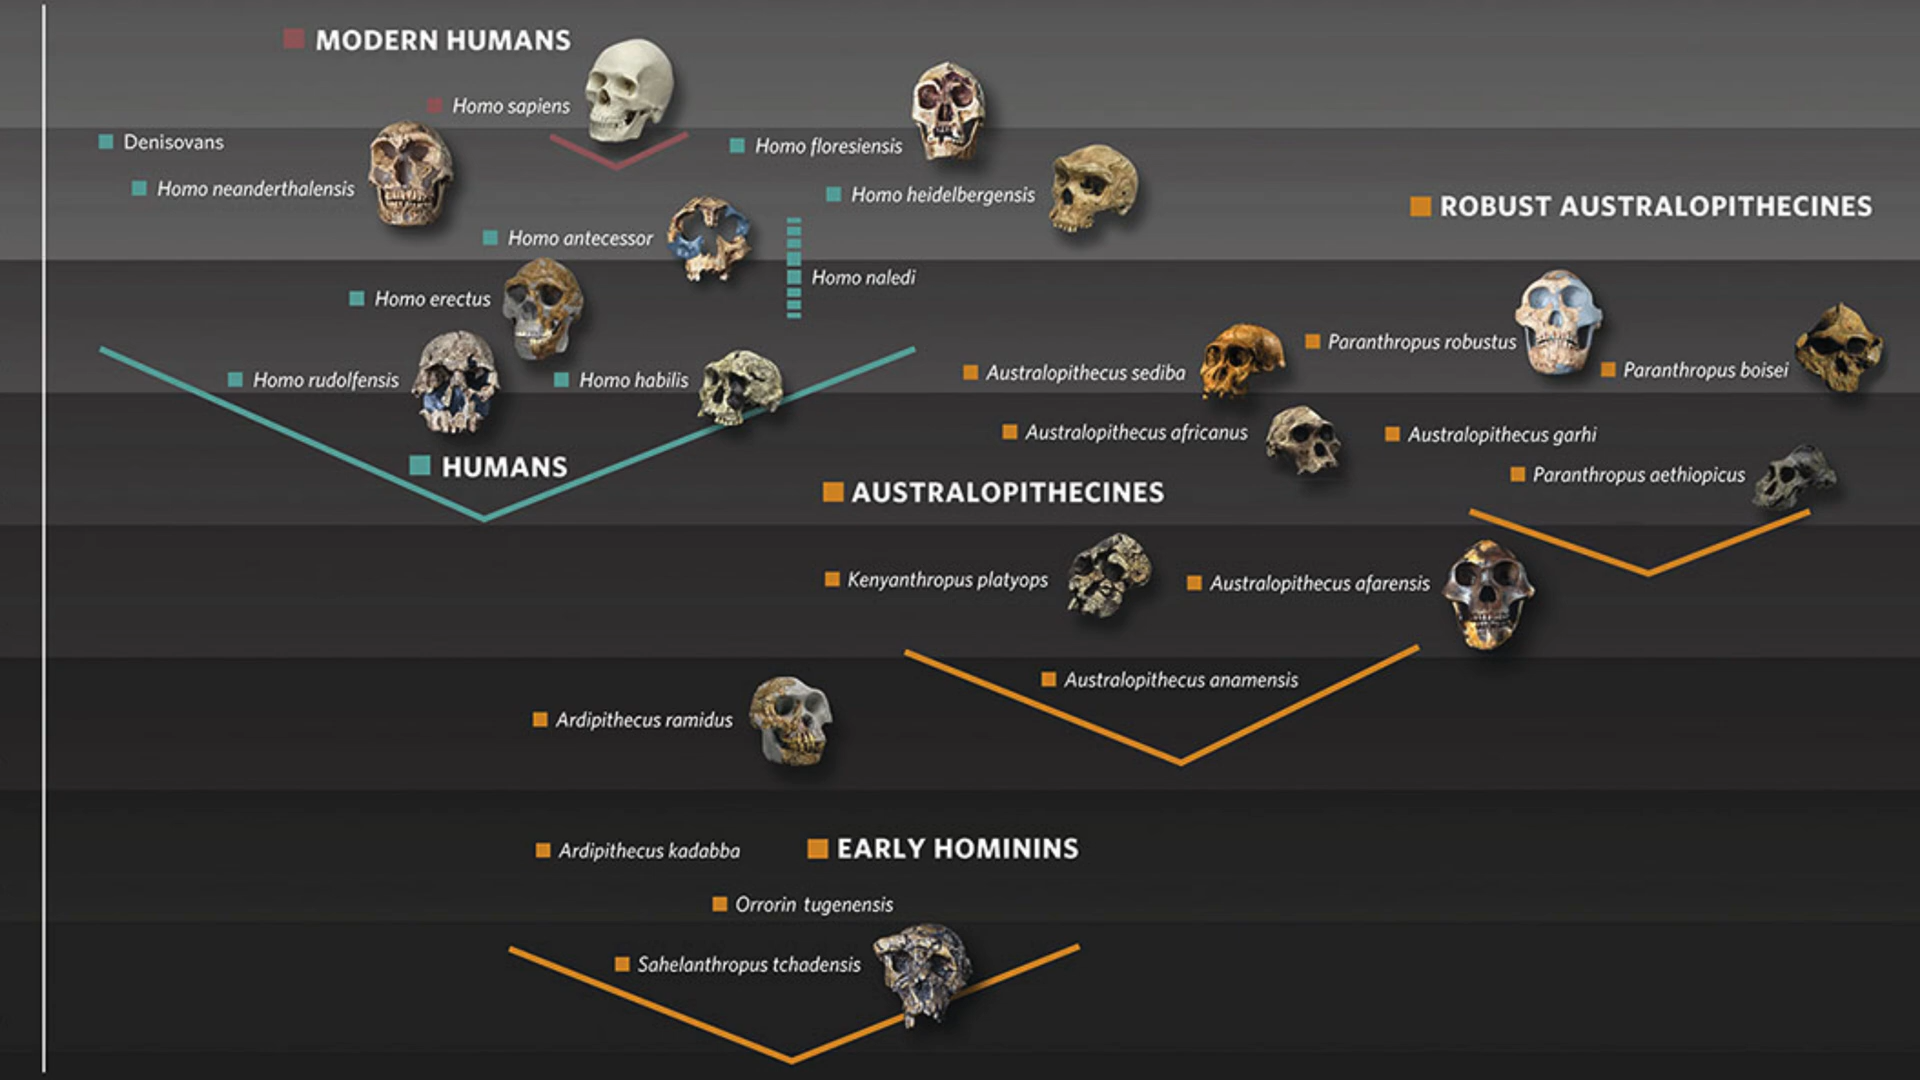 MODERN HUMANS
Homo sapiens
Denisovans
Homo floresiensis
Homo neanderthalensis
Homo heidelbergensis
ROBUST AUSTRALOPITHECINES
Homo antecessor
Homo naledi
Homo erectus
Paranthropus robustus
Australopithecus sediba
Paranthropus boisei
Homo rudolfensis
Homo habilis
Australopithecus africanus
Australopithecus garhi
HUMANS
Paranthropus aethiopicus
AUSTRALOPITHECINES
Kenyanthropus platyops
Australopithecus afarensis
Australopithecus anamensis
Ardipithecus ramidus
Ardipithecus kadabba
EARLY HOMININS
Orrorin tugenensis
Sahelanthropus tchadensis